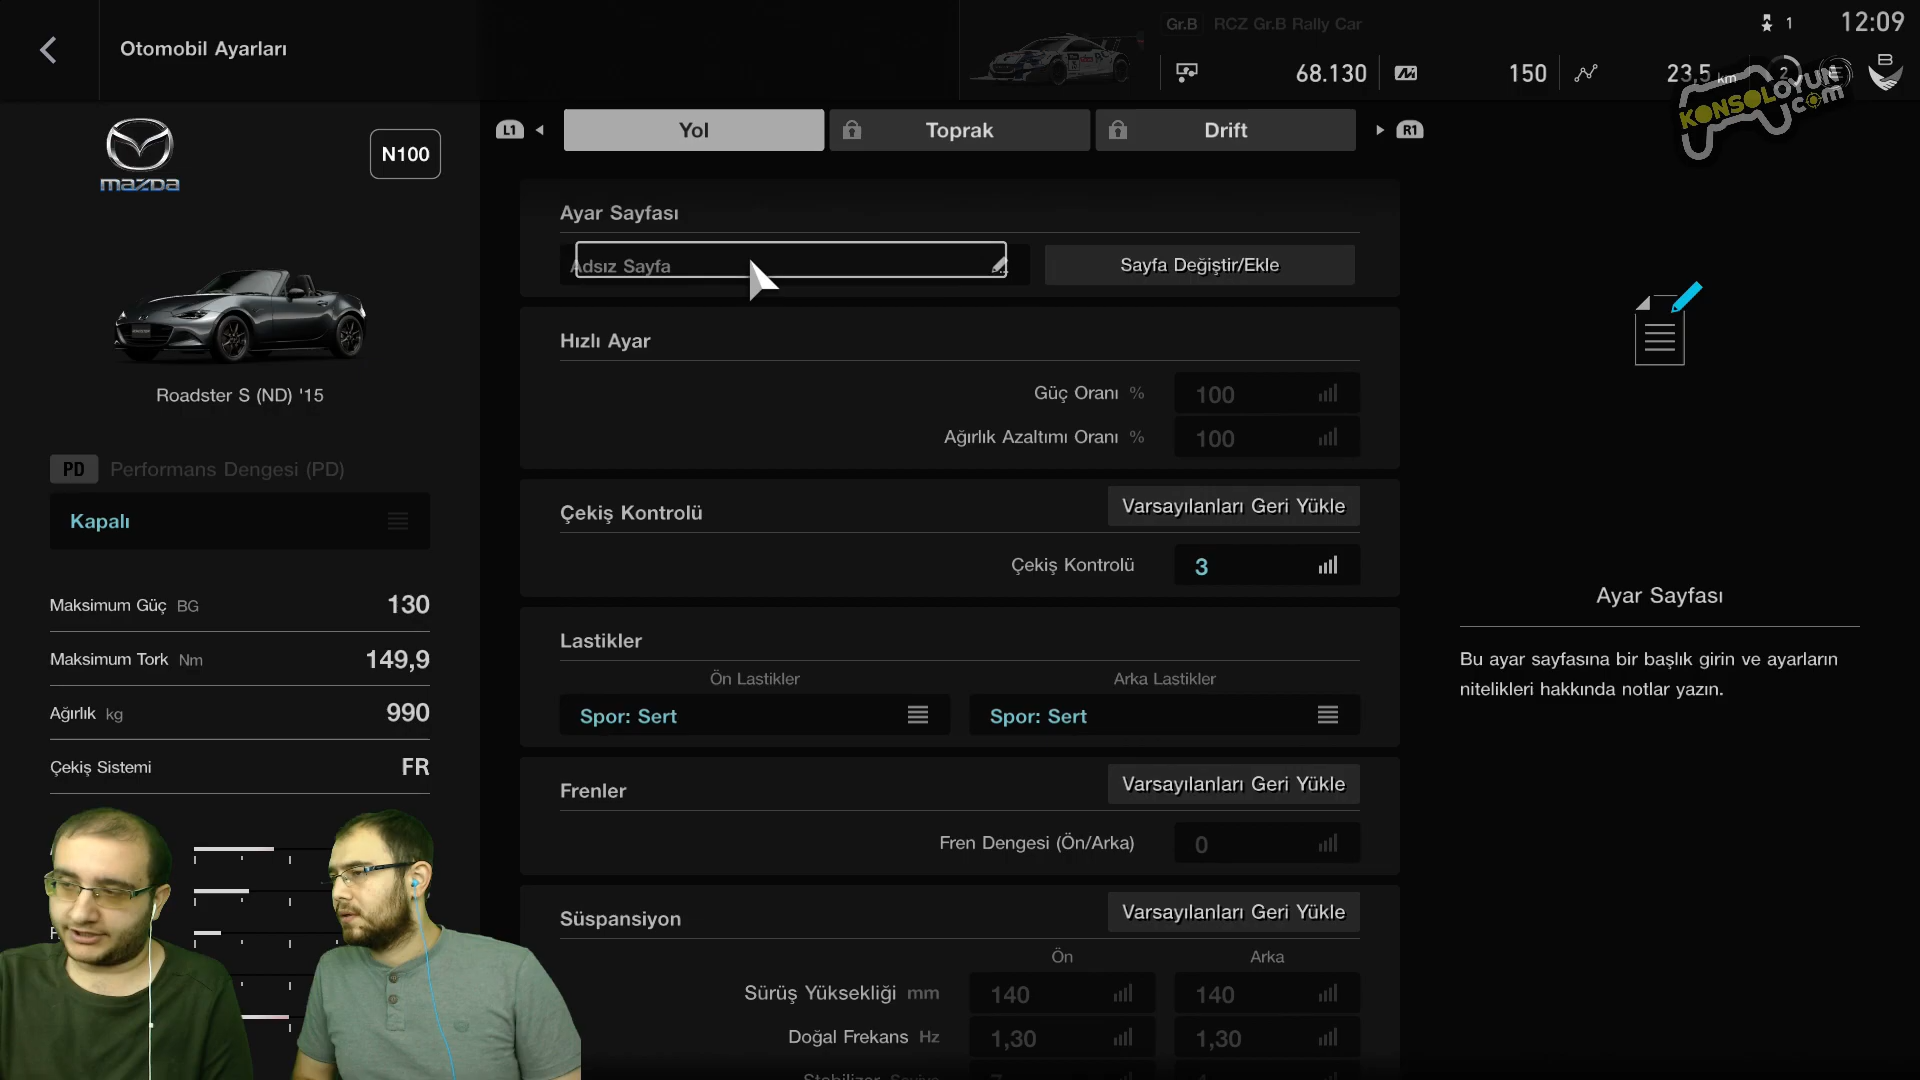 Otomobil Ayarları
Gr.B RCZ Gr.B Rally Car
1 12:09
68.130 150 23,5 km 2 B
KONSOLOYUN
.com
mazda
N100
Roadster S (ND) '15
PD Performans Dengesi (PD)
Kapalı
Maksimum Güç BG 130
Maksimum Tork Nm 149,9
Ağırlık kg 990
Çekiş Sistemi FR
L1 Yol Toprak Drift R1
Ayar Sayfası
Adsız Sayfa Sayfa Değiştir/Ekle
Hızlı Ayar
Güç Oranı % 100
Ağırlık Azaltımı Oranı % 100
Çekiş Kontrolü Varsayılanları Geri Yükle
Çekiş Kontrolü 3
Lastikler
Ön Lastikler Arka Lastikler
Spor: Sert Spor: Sert
Frenler Varsayılanları Geri Yükle
Fren Dengesi (Ön/Arka) 0
Süspansiyon Varsayılanları Geri Yükle
Ön Arka
Sürüş Yüksekliği mm 140 140
Doğal Frekans Hz 1,30 1,30
Ayar Sayfası
Bu ayar sayfasına bir başlık girin ve ayarların
nitelikleri hakkında notlar yazın.